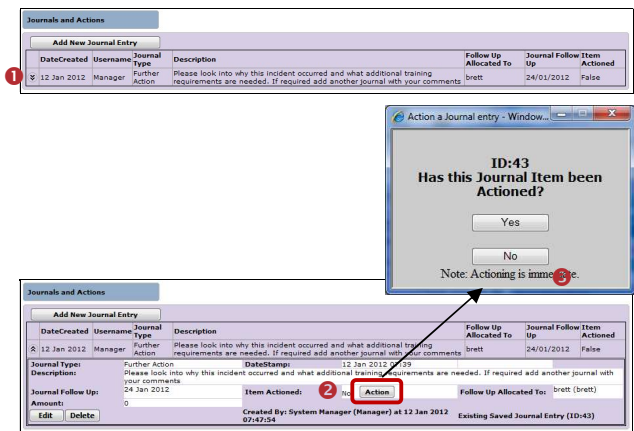 Journals and Actions
Add New Journal Entry
DateCreated Username Journal Type Description Follow Up Allocated To Journal Follow Up Item Actioned
1 12 Jan 2012 Manager Further Action Please look into why this incident occurred and what additional training requirements are needed. If required add another journal with your comments brett 24/01/2012 False
Action a Journal entry - Window...
ID:43
Has this Journal Item been
Actioned?
Yes
No
Note: Actioning is imme te.
3
Journals and Actions
Add New Journal Entry
DateCreated Username Journal Type Description Follow Up Allocated To Journal Follow Up Item Actioned
12 Jan 2012 Manager Further Action Please look into why this incident occurred and what additional training requirements are needed. If required add another journal with your comments brett 24/01/2012 False
Journal Type: Further Action DateStamp: 12 Jan 2012 07:39
Description: Please look into why this incident occurred and what additional training requirements are needed. If required add another journal with
your comments
Journal Follow Up: 24 Jan 2012 Item Actioned: 2 No Action Follow Up Allocated To: brett (brett)
Amount: 0
Edit Delete Created By: System Manager (Manager) at 12 Jan 2012 07:47:54 Existing Saved Journal Entry (ID:43)